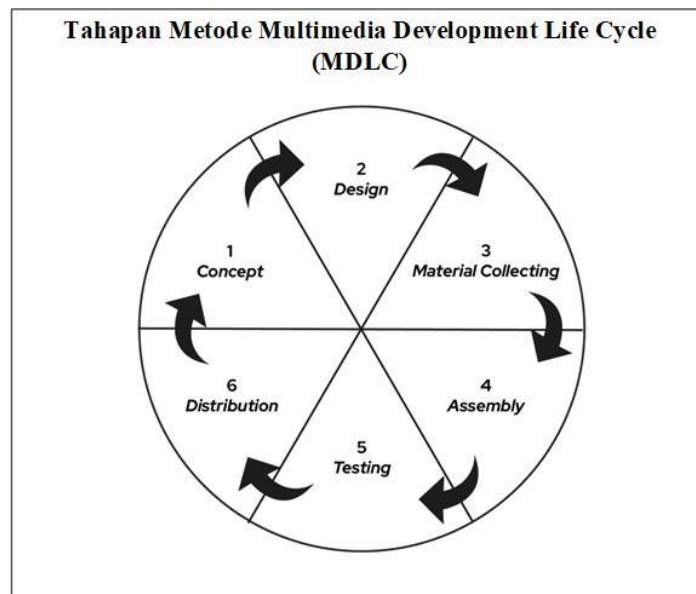 Tahapan Metode Multimedia Development Life Cycle
(MDLC)
1
Concept
2
Design
3
Material Collecting
4
Assembly
5
Testing
6
Distribution